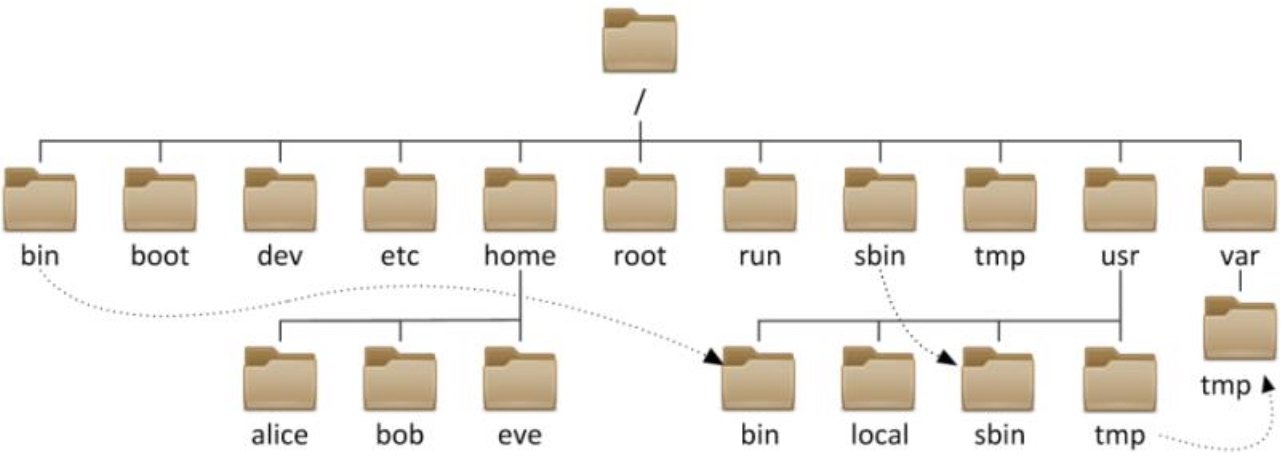 /
bin boot dev etc home root run sbin tmp usr var
tmp
alice bob eve bin local sbin tmp